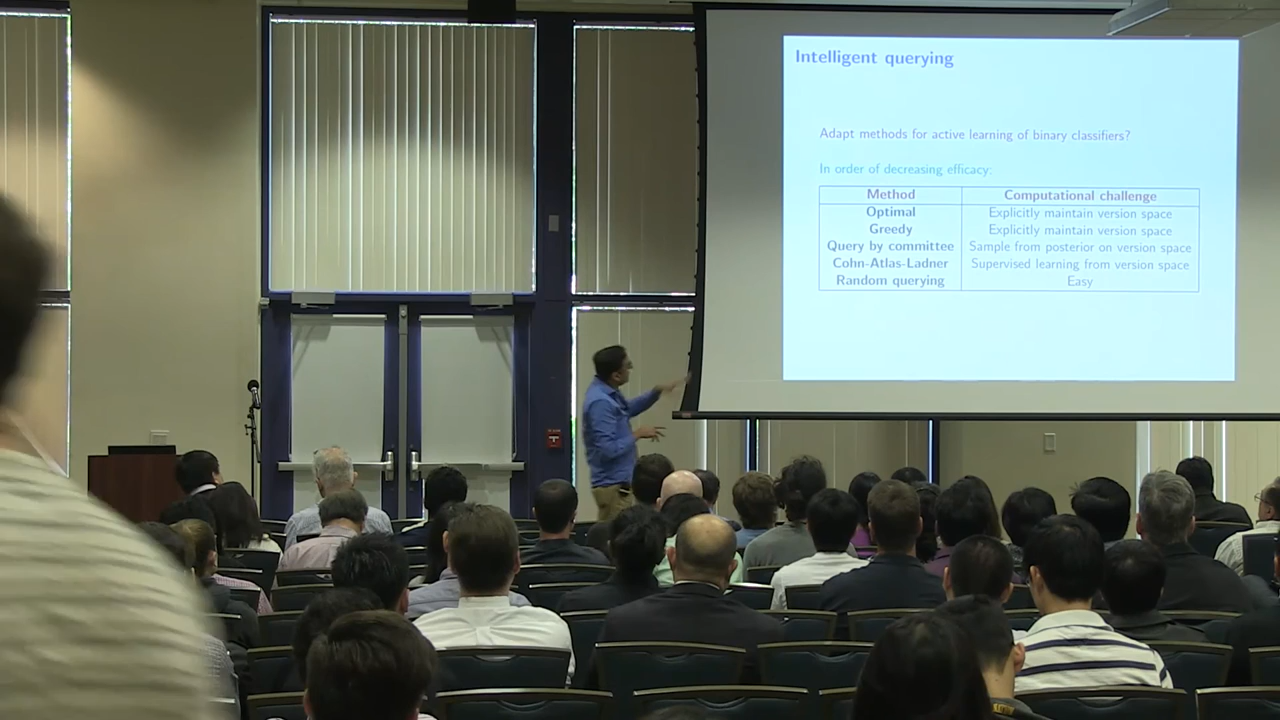 Intelligent querying
Adapt methods for active learning of binary classifiers?
In order of decreasing efficacy:
Method Computational challenge
Optimal Explicitly maintain version space
Greedy Explicitly maintain version space
Query by committee Sample from posterior on version space
Cohn-Atlas-Ladner Supervised learning from version space
Random querying Easy